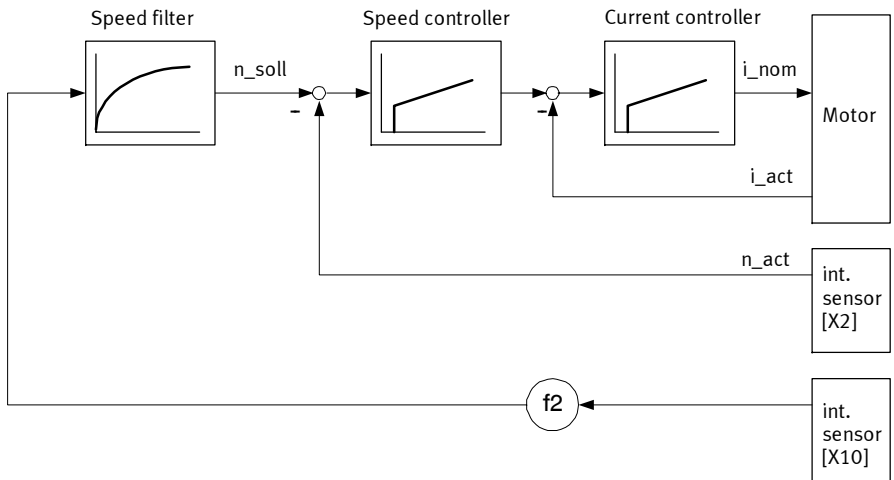 Speed filter
Speed controller
Current controller
n_soll
i_nom
-
-
Motor
i_act
n_act
int.
sensor
[X2]
f2
int.
sensor
[X10]